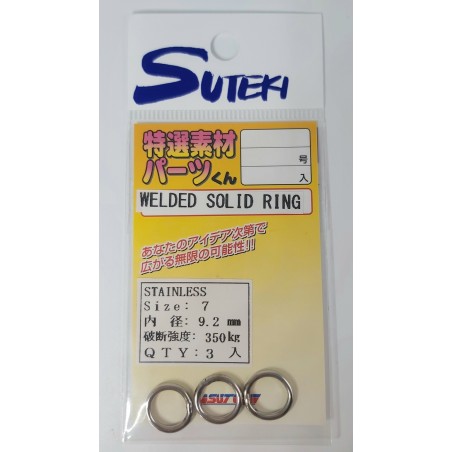 SUTEKI
特選素材
パーツくん
号
入
WELDED SOLID RING
あなたのアイデア次第で
広がる無限の可能性!!
STAINLESS
Size: 7
内 径: 9.2 mm
破断強度: 350kg
QTY: 3 入